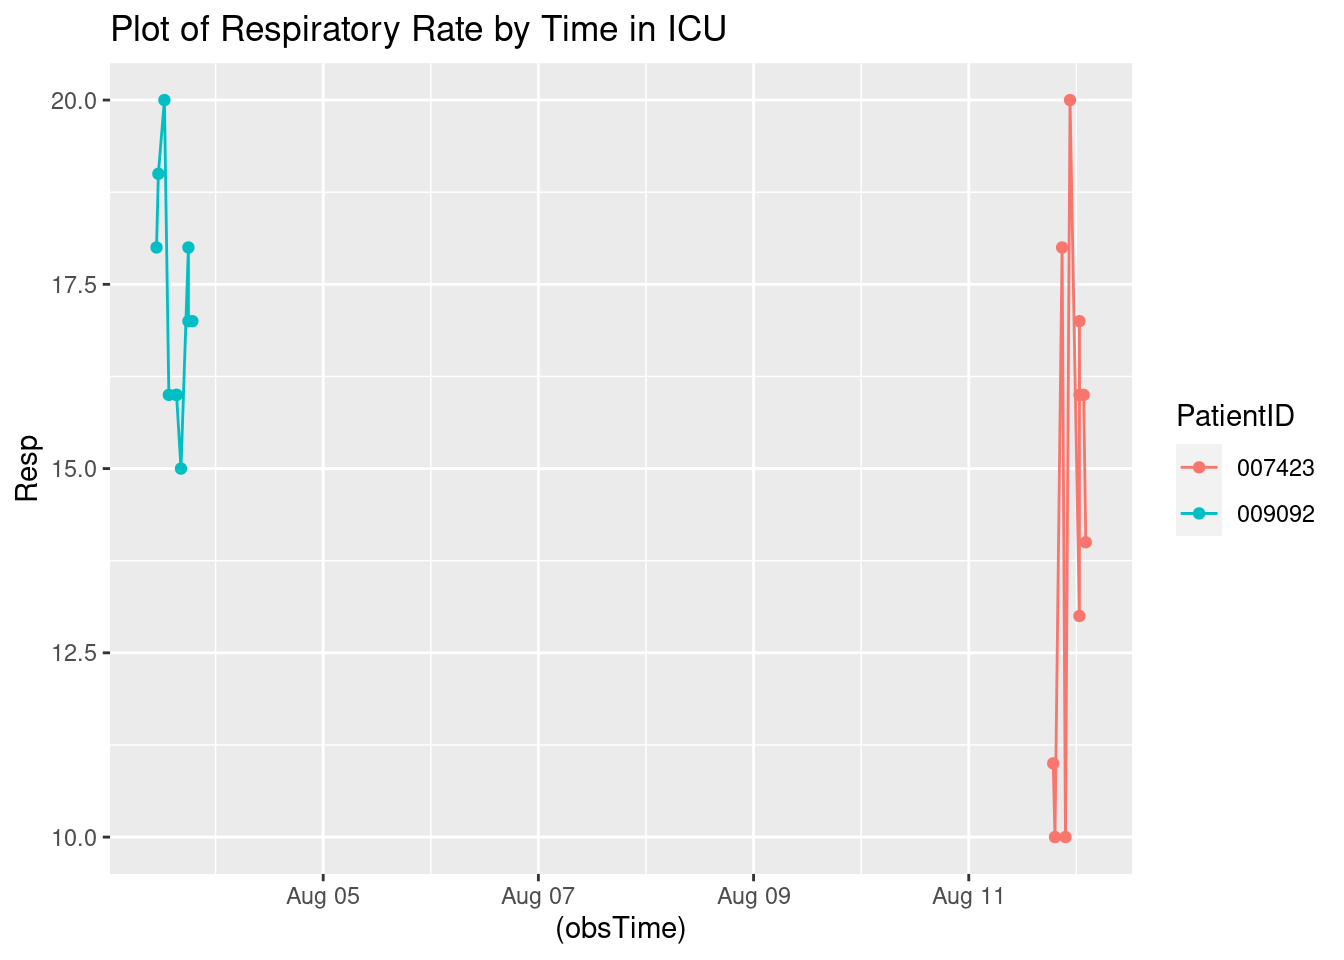 Plot of Respiratory Rate by Time in ICU
20.0
17.5
15.0
12.5
10.0
Resp
Aug 05 Aug 07 Aug 09 Aug 11
(obsTime)
PatientID
007423
009092